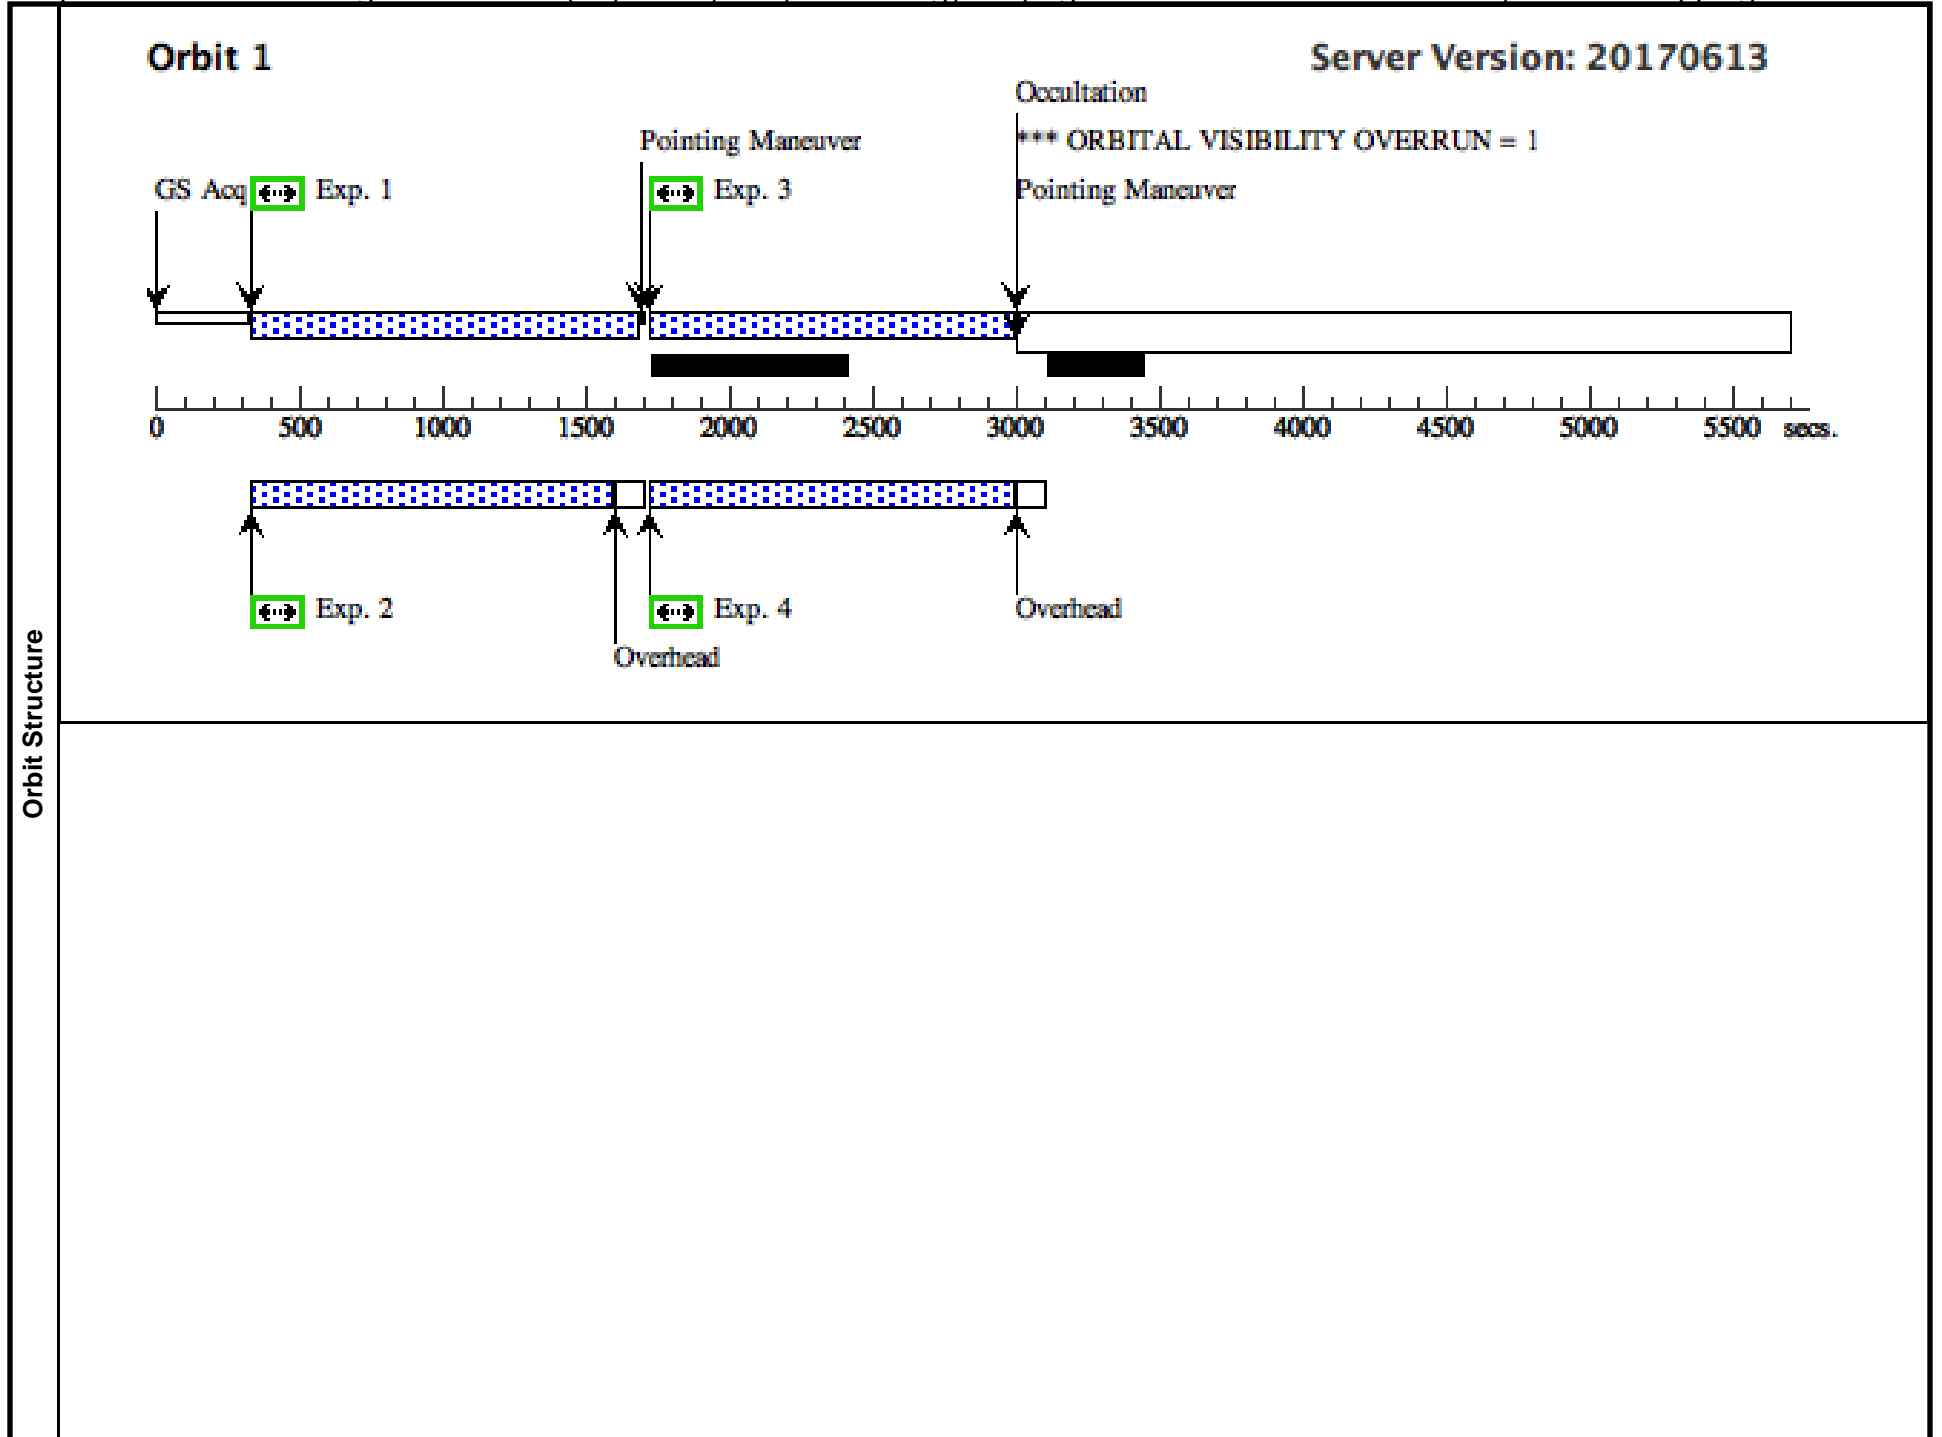 Orbit 1
Server Version: 20170613
Occultation
Pointing Maneuver
*** ORBITAL VISIBILITY OVERRUN = 1
GS Acq
Exp. 1
Exp. 3
Pointing Maneuver
0 500 1000 1500 2000 2500 3000 3500 4000 4500 5000 5500 secs.
Exp. 2
Exp. 4
Overhead
Overhead
Orbit Structure